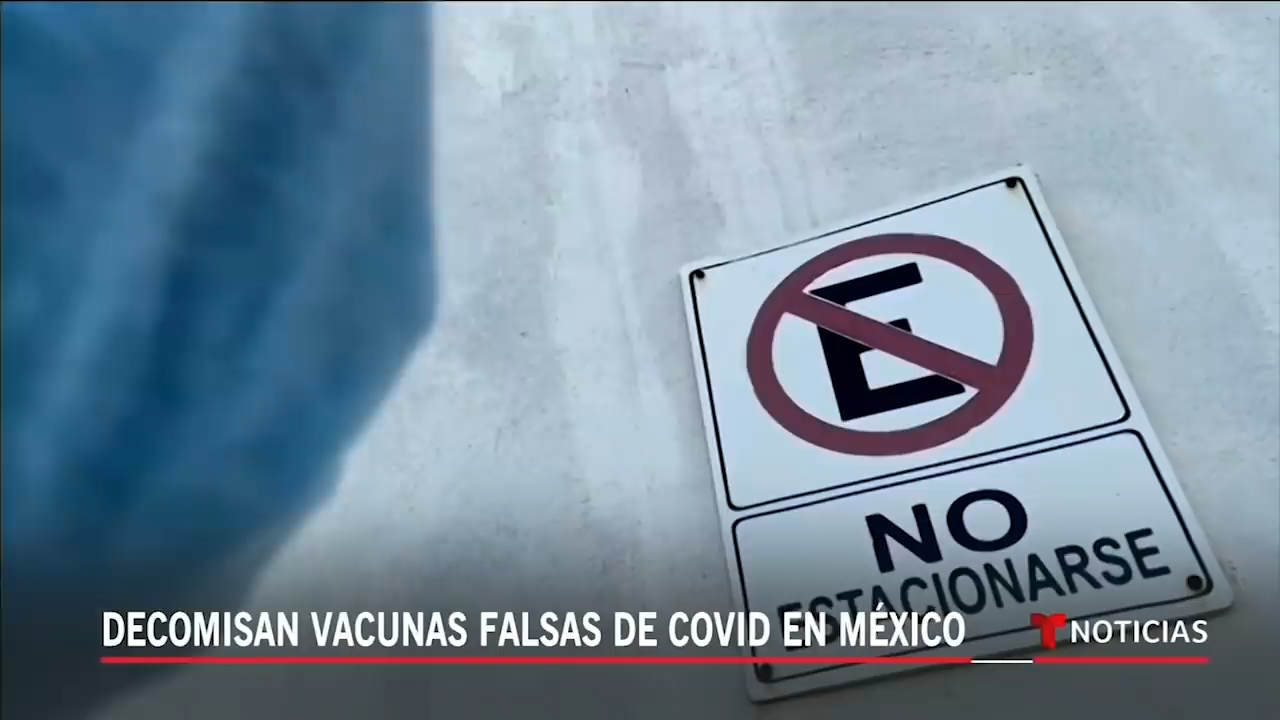 E
NO
ESTACIONARSE
DECOMISAN VACUNAS FALSAS DE COVID EN MÉXICO
NOTICIAS